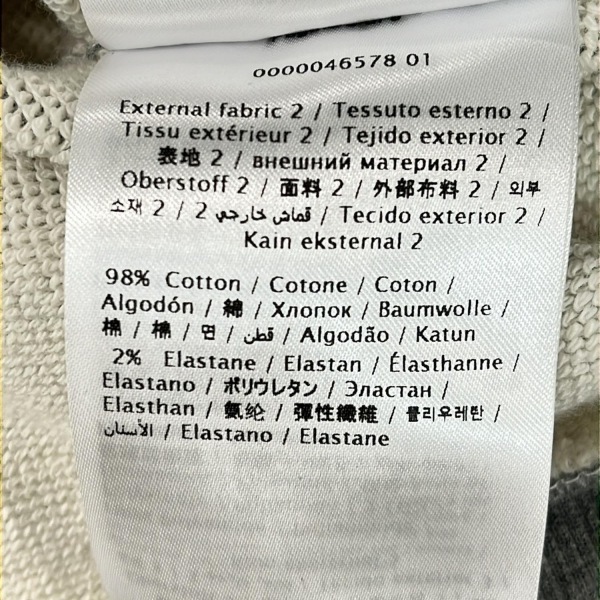 0000046578 01
External fabric 2 / Tessuto esterno 2 /
Tissu extérieur 2 / Tejido exterior 2 /
表地 2 / внешний материал 2 /
Oberstoff 2 / 面料 2 / 外部布料 2 / 외부
소재 2 / قماش خارجي 2 / Tecido exterior 2 /
Kain eksternal 2
98% Cotton / Cotone / Coton /
Algodón / 綿 / Хлопок / Baumwolle /
棉 / 棉 / 면 / قطن / Algodão / Katun
2% Elastane / Elastan / Élasthanne /
Elastano / ポリウレタン / Эластан /
Elasthan / 氨纶 / 彈性纖維 / 폴리우레탄 /
الأستان / Elastano / Elastane